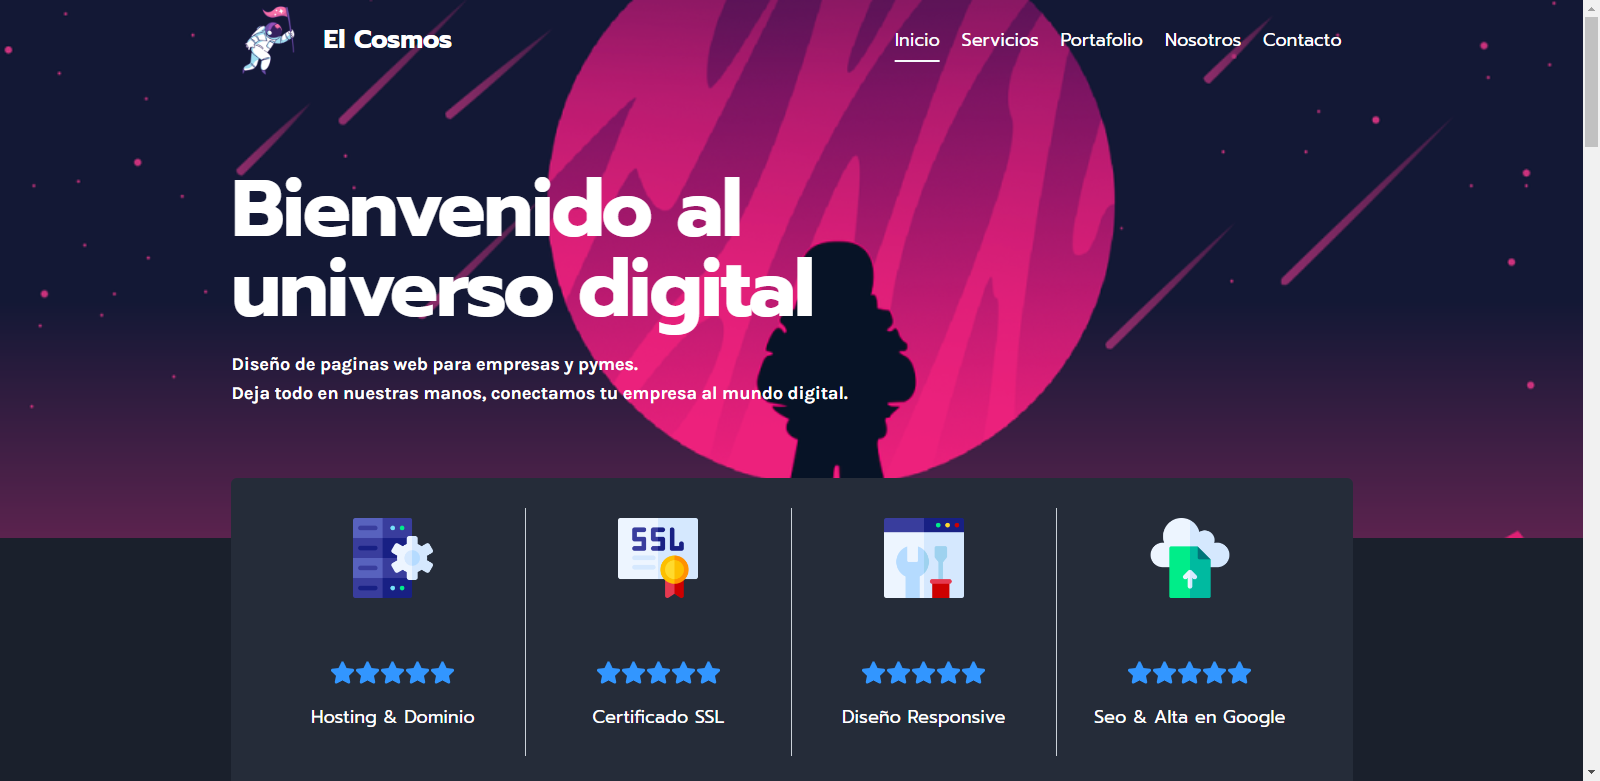 El Cosmos
Inicio Servicios Portafolio Nosotros Contacto
Bienvenido al
universo digital
Diseño de paginas web para empresas y pymes.
Deja todo en nuestras manos, conectamos tu empresa al mundo digital.
SSL
Hosting & Dominio
Certificado SSL
Diseño Responsive
Seo & Alta en Google